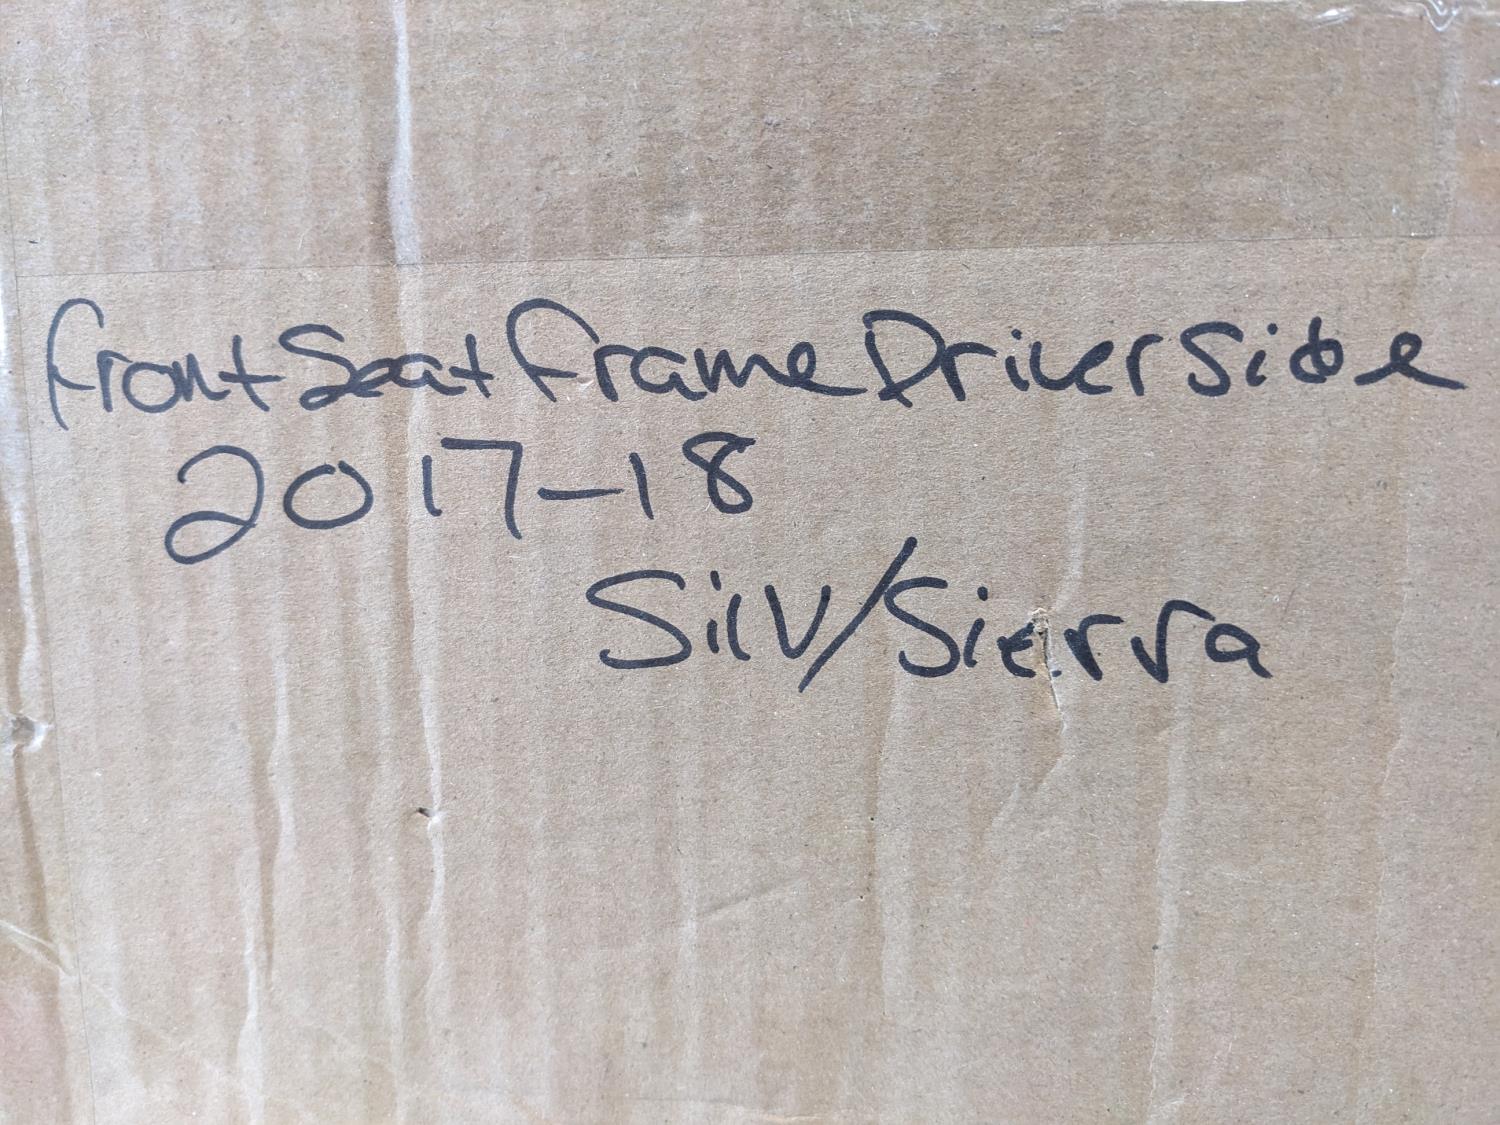 Front Seat Frame Driver Side
2017-18
Silv/Sierra